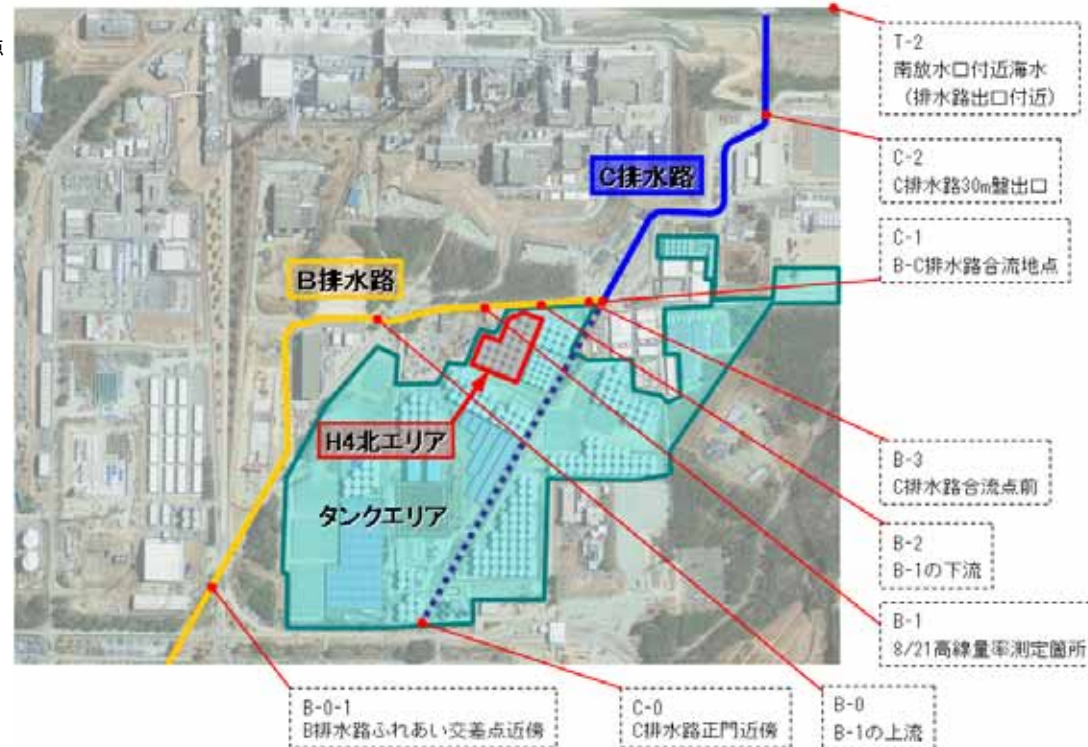 点
T-2
南放水口付近海水
（排水路出口付近）
C-2
C排水路30m盤出口
C排水路
C-1
B-C排水路合流地点
B排水路
H4北エリア
タンクエリア
B-3
C排水路合流点前
B-2
B-1の下流
B-1
8/21高線量率測定箇所
B-0-1
B排水路ふれあい交差点近傍
C-0
C排水路正門近傍
B-0
B-1の上流